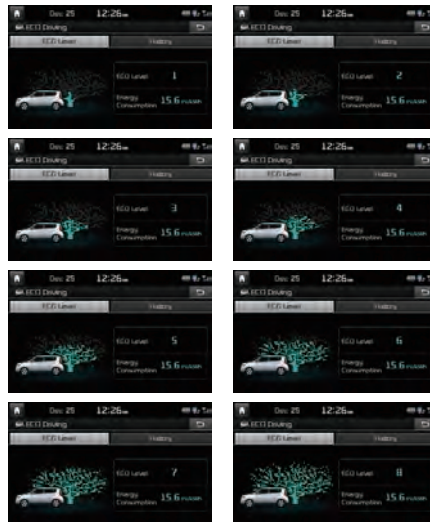 Dec 25 12:26
ECO Driving
ECO Level History
ECO Level 1
Energy
Consumption 15.6
Dec 25 12:26
ECO Driving
ECO Level History
ECO Level 2
Energy
Consumption 15.6
Dec 25 12:26
ECO Driving
ECO Level History
ECO Level 3
Energy
Consumption 15.6
Dec 25 12:26
ECO Driving
ECO Level History
ECO Level 4
Energy
Consumption 15.6
Dec 25 12:26
ECO Driving
ECO Level History
ECO Level 5
Energy
Consumption 15.6
Dec 25 12:26
ECO Driving
ECO Level History
ECO Level 6
Energy
Consumption 15.6
Dec 25 12:26
ECO Driving
ECO Level History
ECO Level 7
Energy
Consumption 15.6
Dec 25 12:26
ECO Driving
ECO Level History
ECO Level 8
Energy
Consumption 15.6